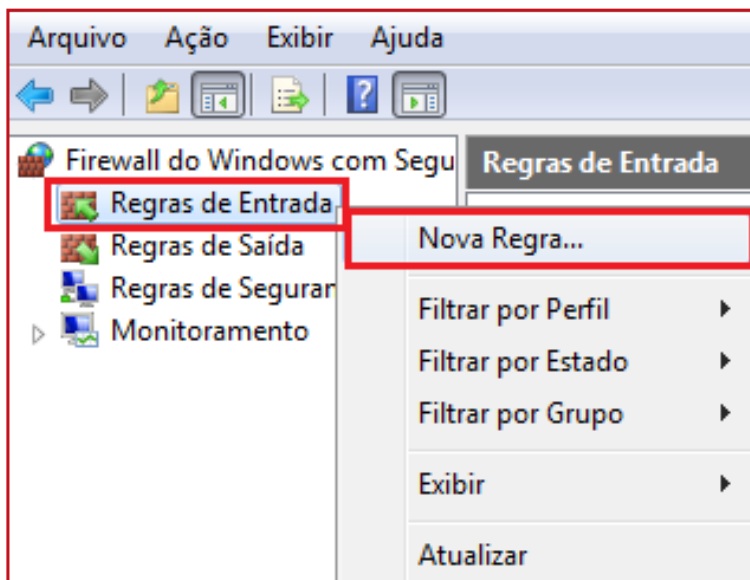 Arquivo Ação Exibir Ajuda
Firewall do Windows com Segu
Regras de Entrada
Regras de Entrada
Nova Regra...
Regras de Saída
Regras de Seguran
Monitoramento
Filtrar por Perfil
Filtrar por Estado
Filtrar por Grupo
Exibir
Atualizar